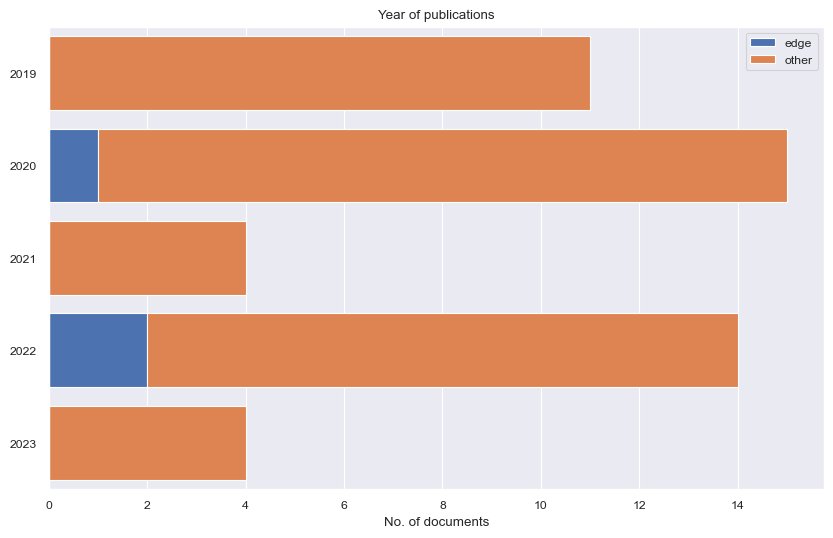 Year of publications
edge
other
2019
2020
2021
2022
2023
0 2 4 6 8 10 12 14
No. of documents